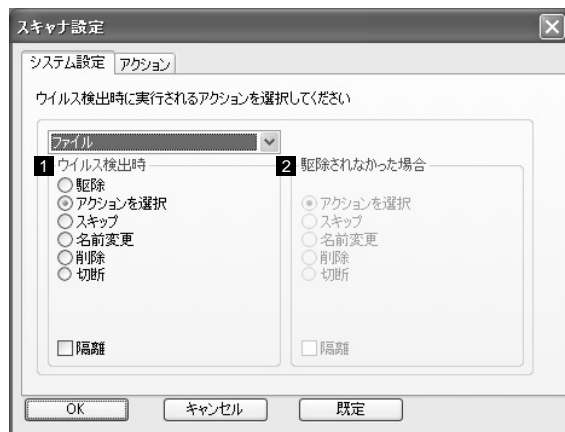 スキャナ設定
システム設定 アクション
ウイルス検出時に実行されるアクションを選択してください
ファイル
1 ウイルス検出時
駆除
アクションを選択
スキップ
名前変更
削除
切断
隔離
2 駆除されなかった場合
アクションを選択
スキップ
名前変更
削除
切断
隔離
OK キャンセル 既定